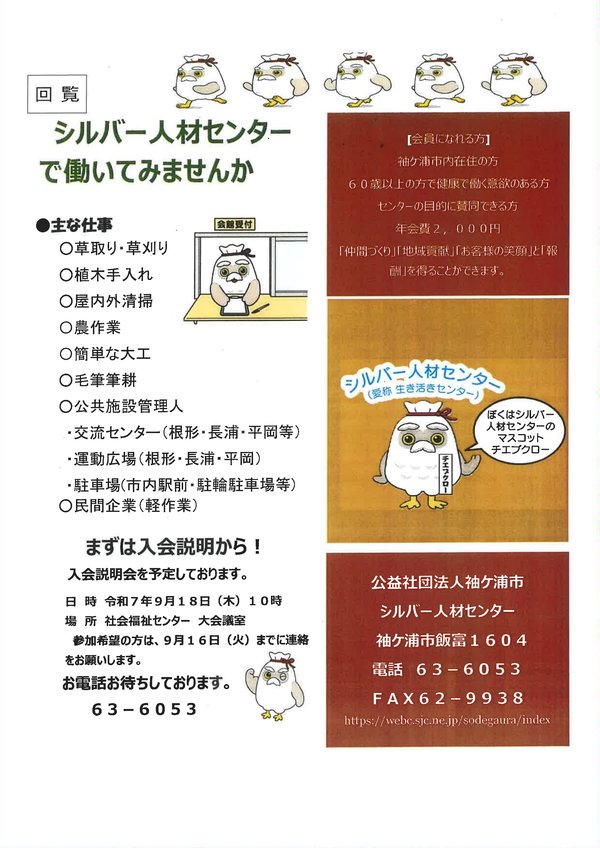 回覧
シルバー人材センター
で働いてみませんか
●主な仕事
○草取り・草刈り
○植木手入れ
○屋内外清掃
○農作業
○簡単な大工
○毛筆筆耕
○公共施設管理人
・交流センター（根形・長浦・平岡等）
・運動広場（根形・長浦・平岡）
・駐車場（市内駅前・駐輪駐車場等）
○民間企業（軽作業）
会館受付
まずは入会説明から！
入会説明会を予定しております。
日 時 令和７年９月１８日（木）１０時
場 所 社会福祉センター 大会議室
参加希望の方は、９月１６日（火）までに連絡
をお願いします。
お電話お待ちしております。
６３－６０５３
［会員になれる方］
袖ケ浦市内在住の方
６０歳以上の方で健康で働く意欲のある方
センターの目的に賛同できる方
年会費２，０００円
「仲間づくり」「地域貢献」「お客様の笑顔」と「報
酬」を得ることができます。
シルバー人材センター
（愛称 生き活きセンター）
ぼくはシルバー
人材センターの
マスコット
チエブクロー
チエブクロー
公益社団法人袖ケ浦市
シルバー人材センター
袖ケ浦市飯富１６０４
電話 ６３－６０５３
ＦＡＸ６２－９９３８
https://webc.sjc.ne.jp/sodegaura/index